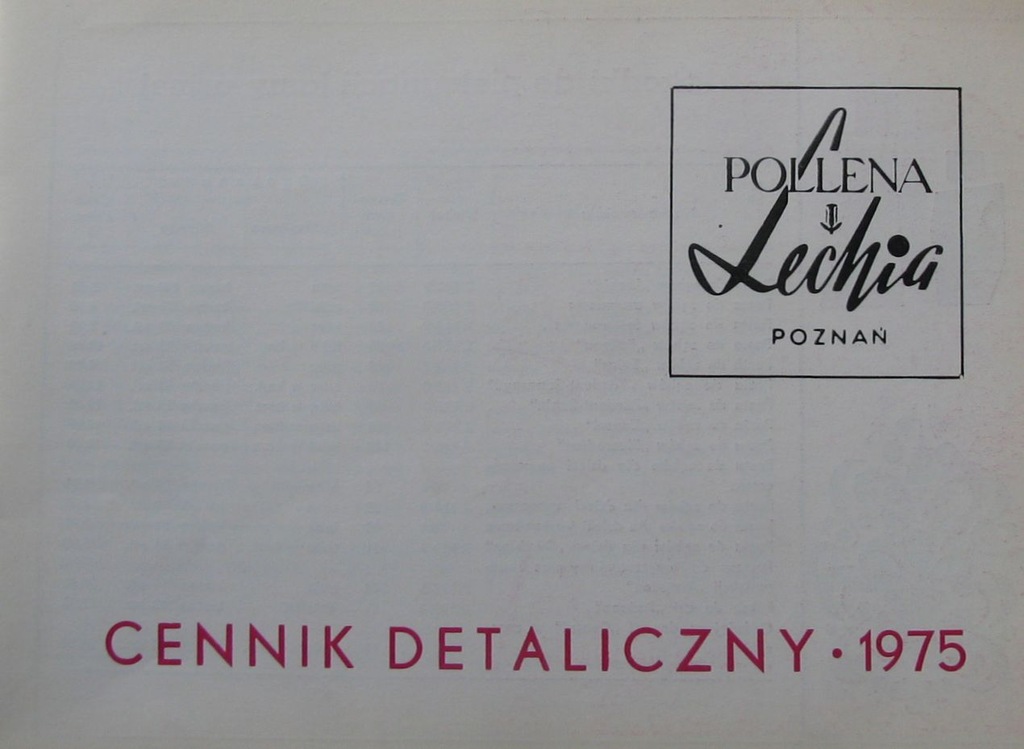 POLLENA
Lechia
POZNAŃ
CENNIK DETALICZNY • 1975